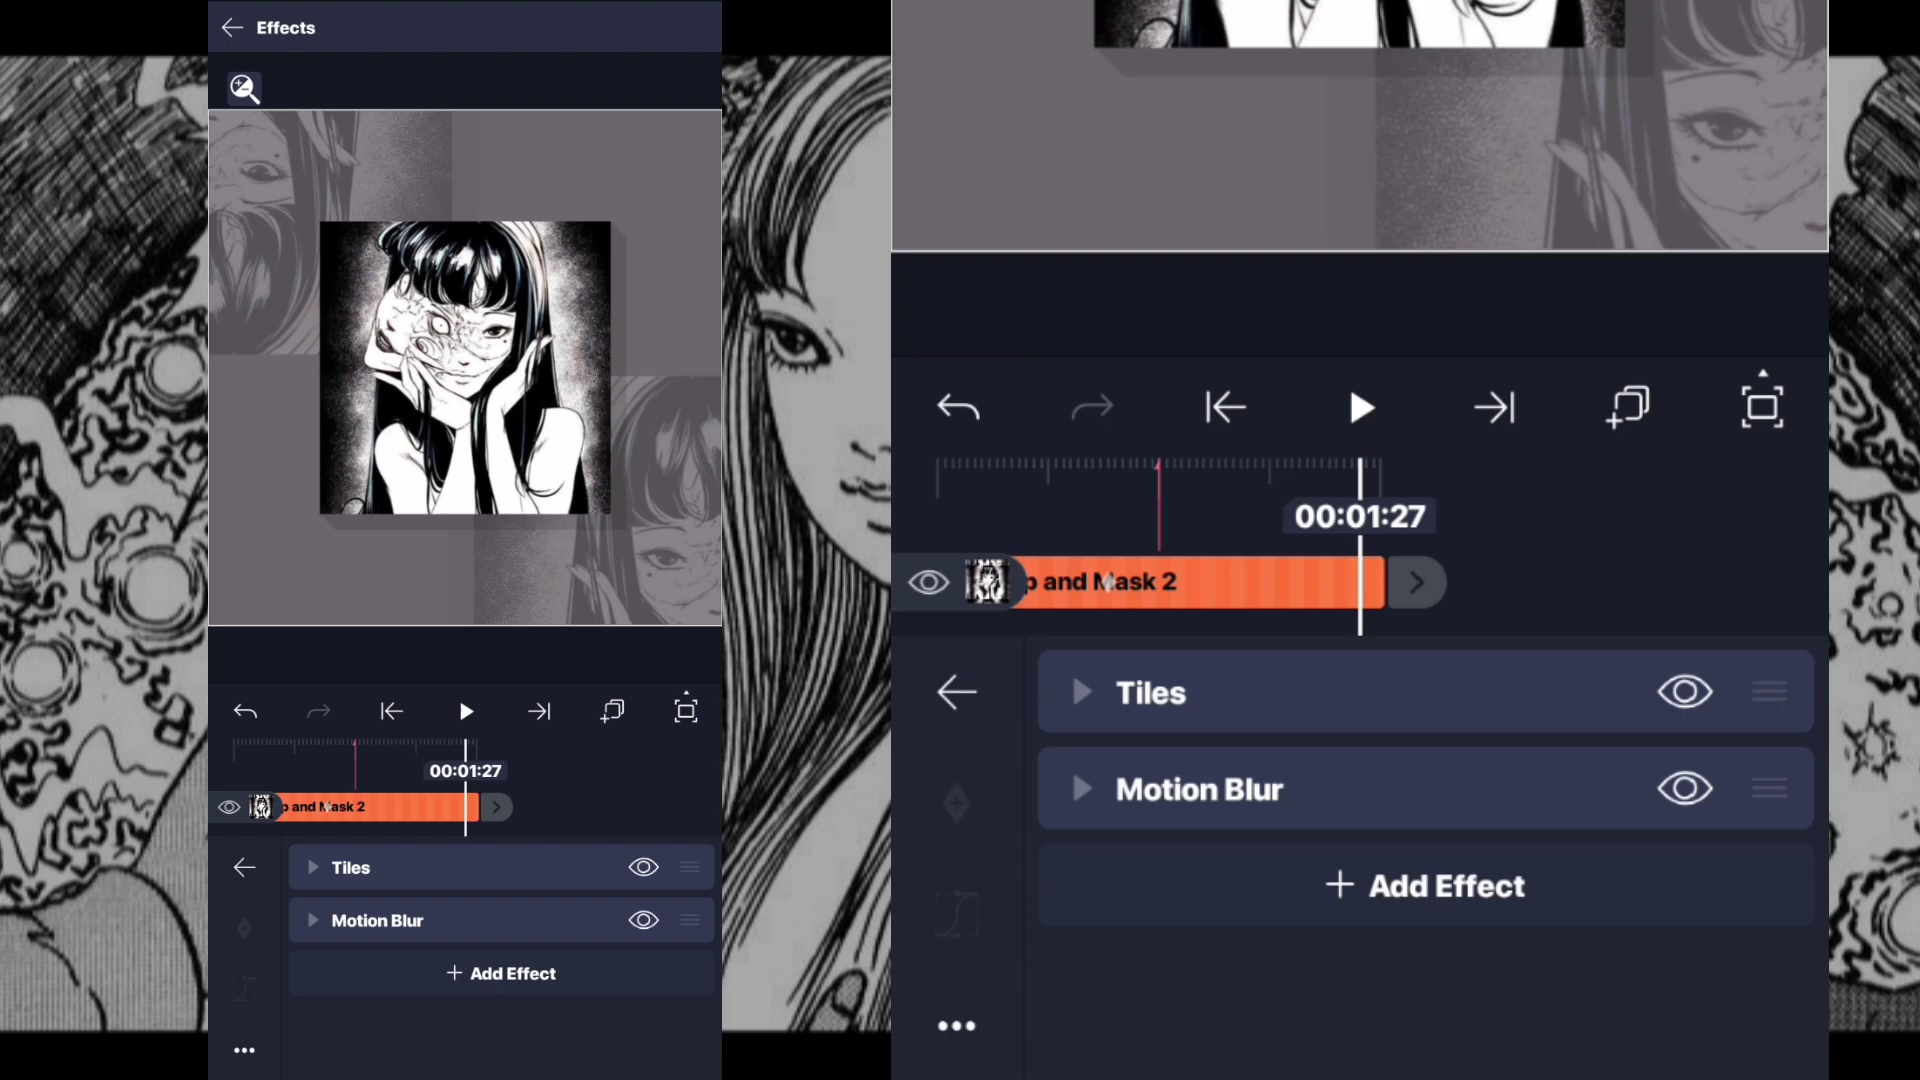 Effects
00:01:27
p and Mask 2
Tiles
Motion Blur
+ Add Effect
00:01:27
p and Mask 2
Tiles
Motion Blur
+ Add Effect